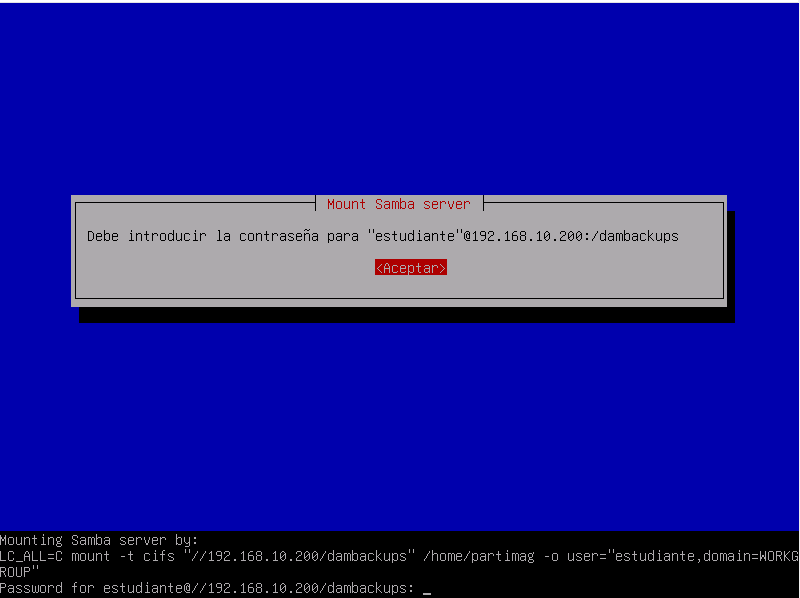 Mount Samba server
Debe introducir la contraseña para "estudiante"@192.168.10.200:/dambackups
<Aceptar>
Mounting Samba server by:
LC_ALL=C mount -t cifs "//192.168.10.200/dambackups" /home/partimag -o user="estudiante,domain=WORKG
ROUP"
Password for estudiante@//192.168.10.200/dambackups: _